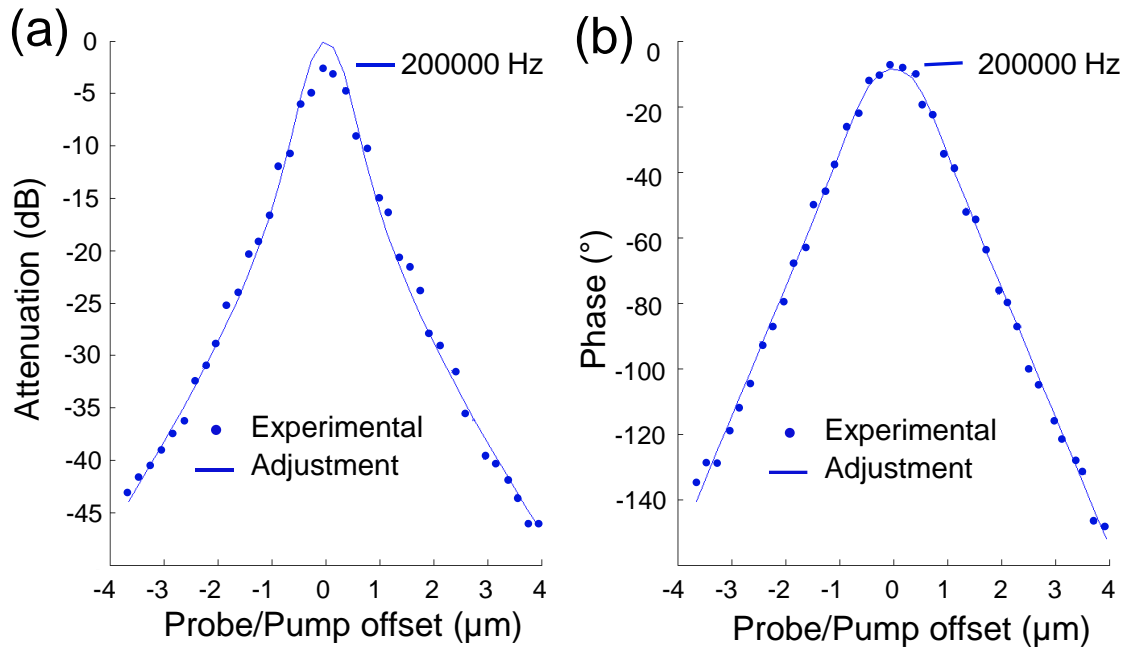 (a)
200000 Hz
Attenuation (dB)
0
-5
-10
-15
-20
-25
-30
-35
-40
-45
Experimental
Adjustment
-4 -3 -2 -1 0 1 2 3 4
Probe/Pump offset (µm)
(b)
200000 Hz
Phase (°)
0
-20
-40
-60
-80
-100
-120
-140
Experimental
Adjustment
-4 -3 -2 -1 0 1 2 3 4
Probe/Pump offset (µm)